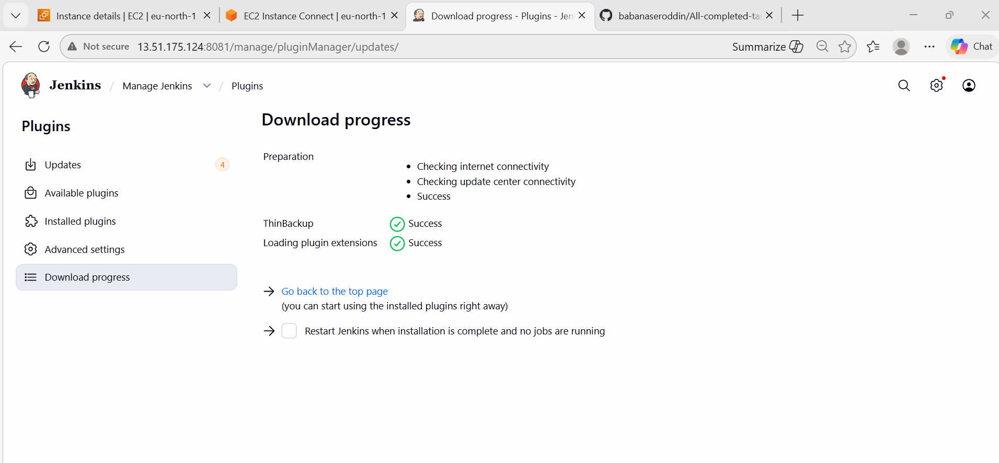 Instance details | EC2 | eu-north-1
EC2 Instance Connect | eu-north-1
Download progress - Plugins - Jen
babanaseroddin/All-completed-tas
Not secure
13.51.175.124:8081/manage/pluginManager/updates/
Summarize
Chat
Jenkins / Manage Jenkins / Plugins
Plugins
Updates 4
Available plugins
Installed plugins
Advanced settings
Download progress
Download progress
Preparation
Checking internet connectivity
Checking update center connectivity
Success
ThinBackup Success
Loading plugin extensions Success
Go back to the top page
(you can start using the installed plugins right away)
Restart Jenkins when installation is complete and no jobs are running